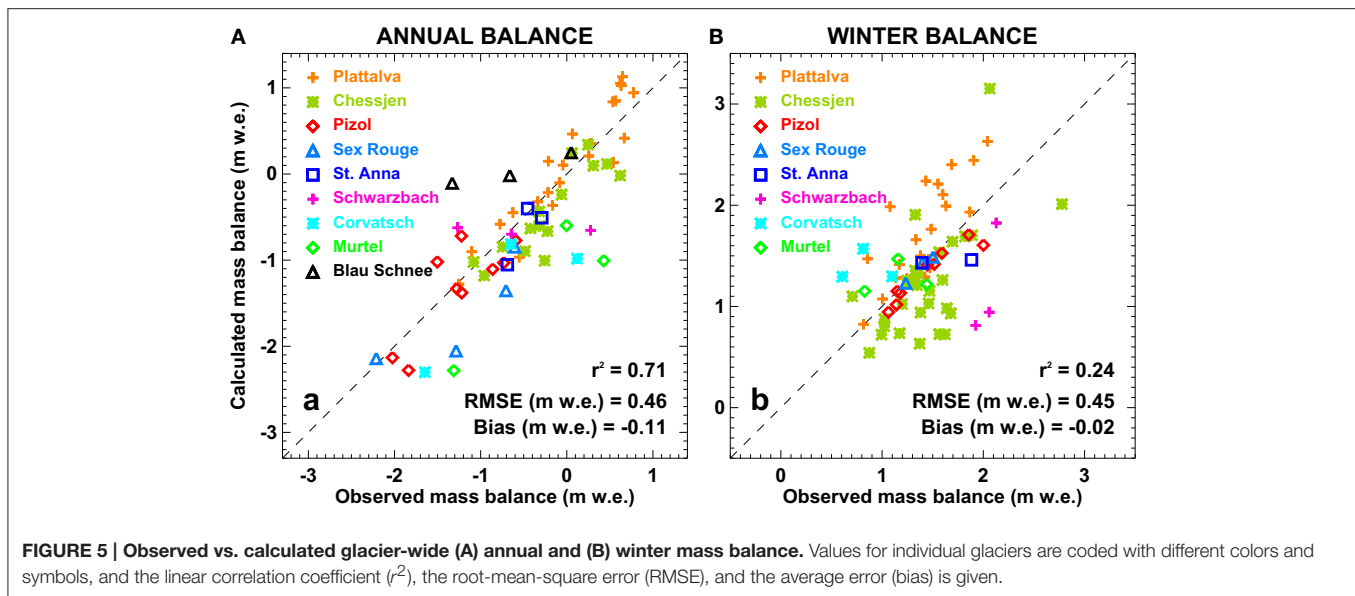 A
ANNUAL BALANCE
Calculated mass balance (m w.e.)
1
0
-1
-2
-3
Plattalva
Chessjen
Pizol
Sex Rouge
St. Anna
Schwarzbach
Corvatsch
Murtel
Blau Schnee
r² = 0.71
a
RMSE (m w.e.) = 0.46
Bias (m w.e.) = -0.11
-3 -2 -1 0 1
Observed mass balance (m w.e.)
B
WINTER BALANCE
3
2
1
0
Plattalva
Chessjen
Pizol
Sex Rouge
St. Anna
Schwarzbach
Corvatsch
Murtel
r² = 0.24
b
RMSE (m w.e.) = 0.45
Bias (m w.e.) = -0.02
0 1 2 3
Observed mass balance (m w.e.)
FIGURE 5 | Observed vs. calculated glacier-wide (A) annual and (B) winter mass balance. Values for individual glaciers are coded with different colors and
symbols, and the linear correlation coefficient (r²), the root-mean-square error (RMSE), and the average error (bias) is given.